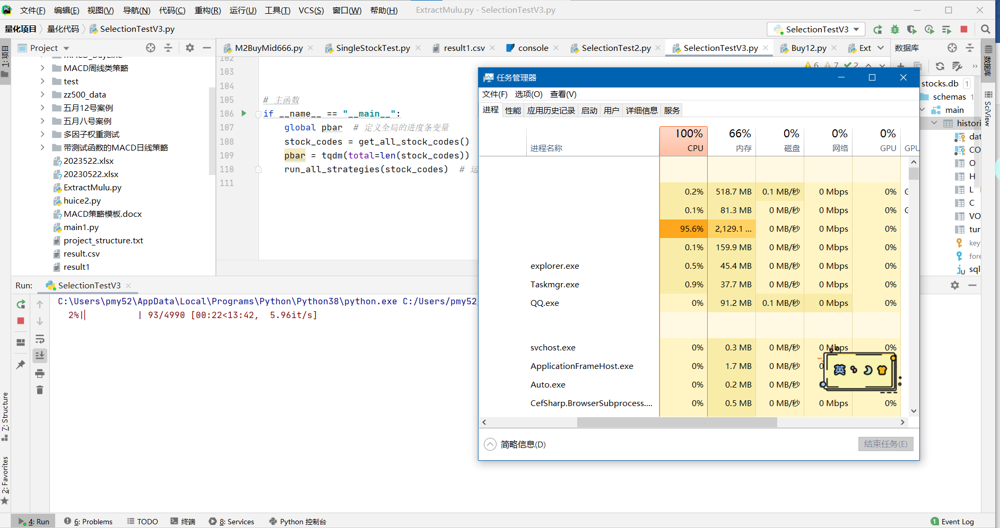 文件(F) 编辑(E) 视图(V) 导航(N) 代码(C) 重构(R) 运行(U) 工具(T) VCS(S) 窗口(W) 帮助(H) ExtractMulu.py - SelectionTestV3.py
量化项目 量化代码 SelectionTestV3.py
SelectionTestV3
1: 项目
Project
M2BuyMid666.py SingleStockTest.py result1.csv console SelectionTest2.py SelectionTestV3.py Buy12.py Ext
数据库
MACD_BuyLine
MACD周线类策略
test
zz500_data
五月12号案例
五月八号案例
多因子权重测试
带测试函数的MACD日线策略
2023522.xlsx
20230522.xlsx
ExtractMulu.py
huice2.py
MACD策略模板.docx
main1.py
project_structure.txt
result.csv
result1
102
103
104
105 # 主函数
106 if __name__ == "__main__":
107 global pbar # 定义全局的进度条变量
108 stock_codes = get_all_stock_codes()
109 pbar = tqdm(total=len(stock_codes))
110 run_all_strategies(stock_codes) # 运
111
6 7 2
任务管理器
文件(F) 选项(O) 查看(V)
进程 性能 应用历史记录 启动 用户 详细信息 服务
100% 66% 0% 0% 0%
进程名称 CPU 内存 磁盘 网络 GPU GPU
0.2% 518.7 MB 0.1 MB/秒 0 Mbps 0% G
0.1% 81.3 MB 0 MB/秒 0 Mbps 0% G
95.6% 2,129.1 ... 0 MB/秒 0 Mbps 0%
0.1% 159.9 MB 0 MB/秒 0 Mbps 0%
explorer.exe 0.5% 45.4 MB 0 MB/秒 0 Mbps 0%
Taskmgr.exe 0.9% 37.7 MB 0 MB/秒 0 Mbps 0%
QQ.exe 0% 91.2 MB 0.1 MB/秒 0 Mbps 0%
svchost.exe 0% 0.3 MB 0 MB/秒 0 Mbps 0%
ApplicationFrameHost.exe 0% 1.7 MB 0 MB/秒 0
Auto.exe 0% 0.2 MB 0 MB/秒 0
CefSharp.BrowserSubprocess.... 0% 0.5 MB 0 MB/秒 0 Mbps 0%
英
简略信息(D)
结束任务(E)
stocks.db 1
schemas 1
main
histori
dat
CO
O
H
L
C
VO
tur
key
fore
sql
数据库
SciView
Run: SelectionTestV3
C:\Users\pmy52\AppData\Local\Programs\Python\Python38\python.exe C:/Users/pmy52
2%| | 93/4990 [00:22<13:42, 5.96it/s]
7: Structure
2: Favorites
4: Run 6: Problems TODO 终端 8: Services Python 控制台
1 Event Log